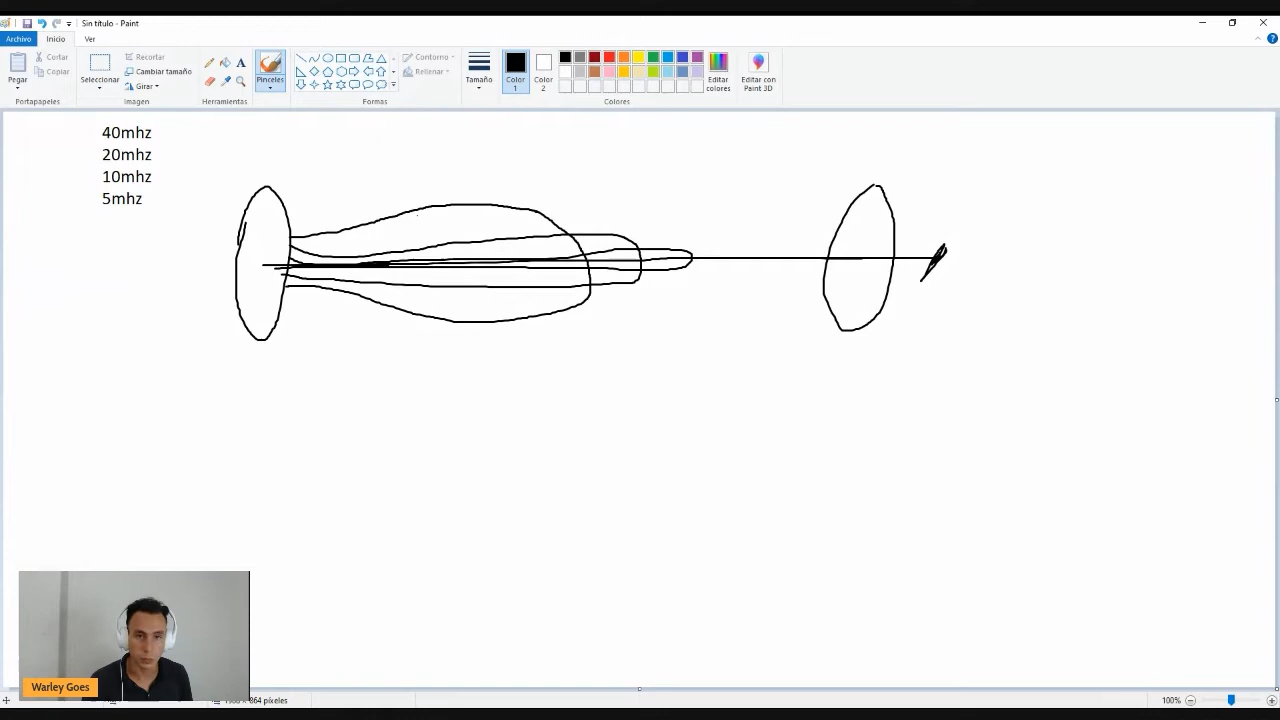 Sin título - Paint
Archivo Inicio Ver
Pegar
Cortar
Copiar
Portapapeles
Seleccionar
Recortar
Cambiar tamaño
Girar
Imagen
Herramientas
Pinceles
Contorno
Rellenar
Formas
Tamaño
Color 1
Color 2
Editar colores
Colores
Editar con Paint 3D
40mhz
20mhz
10mhz
5mhz
Warley Goes
píxeles
100%